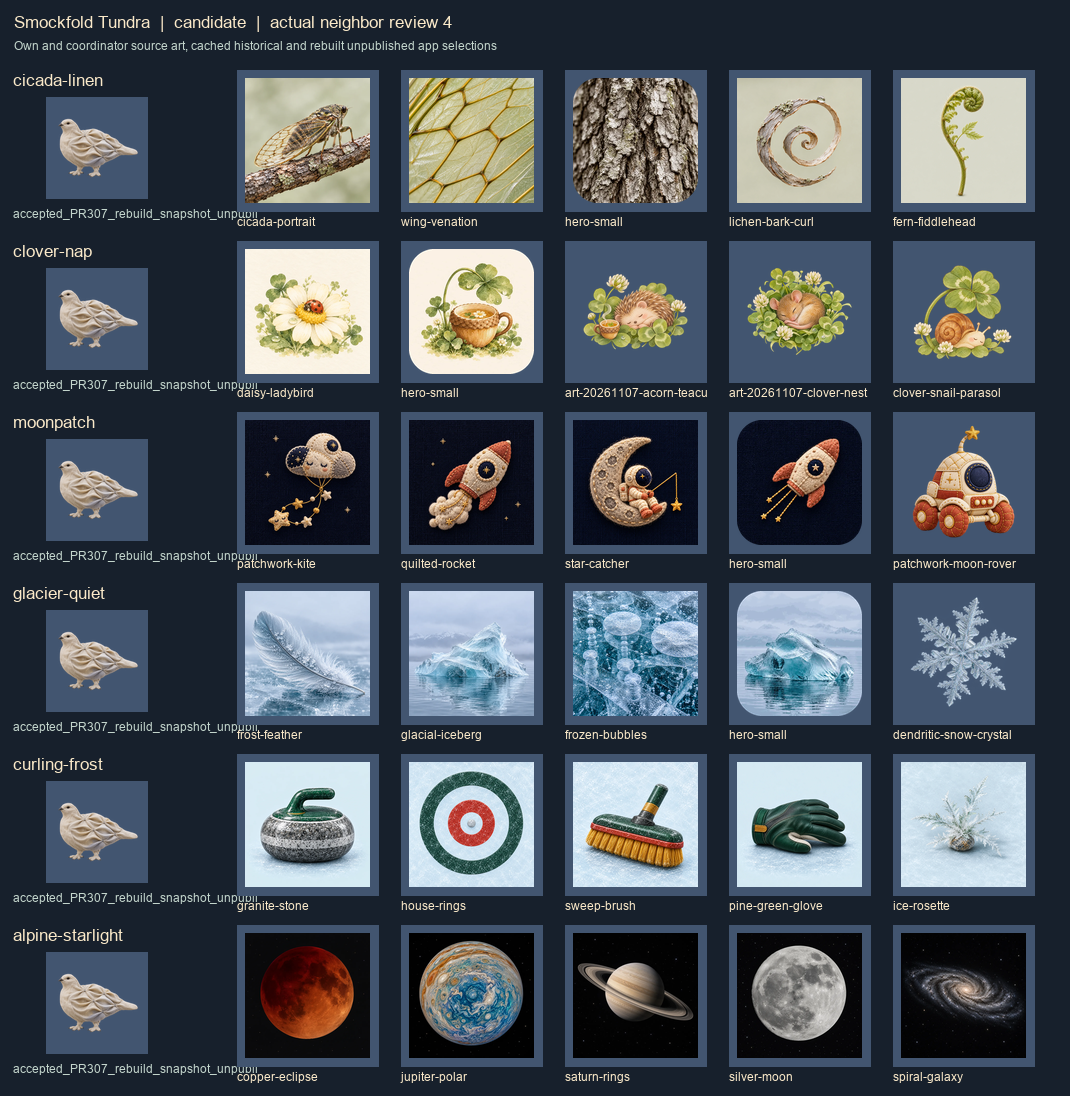 Smockfold Tundra | candidate | actual neighbor review 4
Own and coordinator source art, cached historical and rebuilt unpublished app selections
cicada-linen
accepted_PR307_rebuild_snapshot_unpubli
cicada-portrait
wing-venation
hero-small
lichen-bark-curl
fern-fiddlehead
clover-nap
accepted_PR307_rebuild_snapshot_unpubli
daisy-ladybird
hero-small
art-20261107-acorn-teacu
art-20261107-clover-nest
clover-snail-parasol
moonpatch
accepted_PR307_rebuild_snapshot_unpubli
patchwork-kite
quilted-rocket
star-catcher
hero-small
patchwork-moon-rover
glacier-quiet
accepted_PR307_rebuild_snapshot_unpubli
frost-feather
glacial-iceberg
frozen-bubbles
hero-small
dendritic-snow-crystal
curling-frost
accepted_PR307_rebuild_snapshot_unpubli
granite-stone
house-rings
sweep-brush
pine-green-glove
ice-rosette
alpine-starlight
accepted_PR307_rebuild_snapshot_unpubli
copper-eclipse
jupiter-polar
saturn-rings
silver-moon
spiral-galaxy